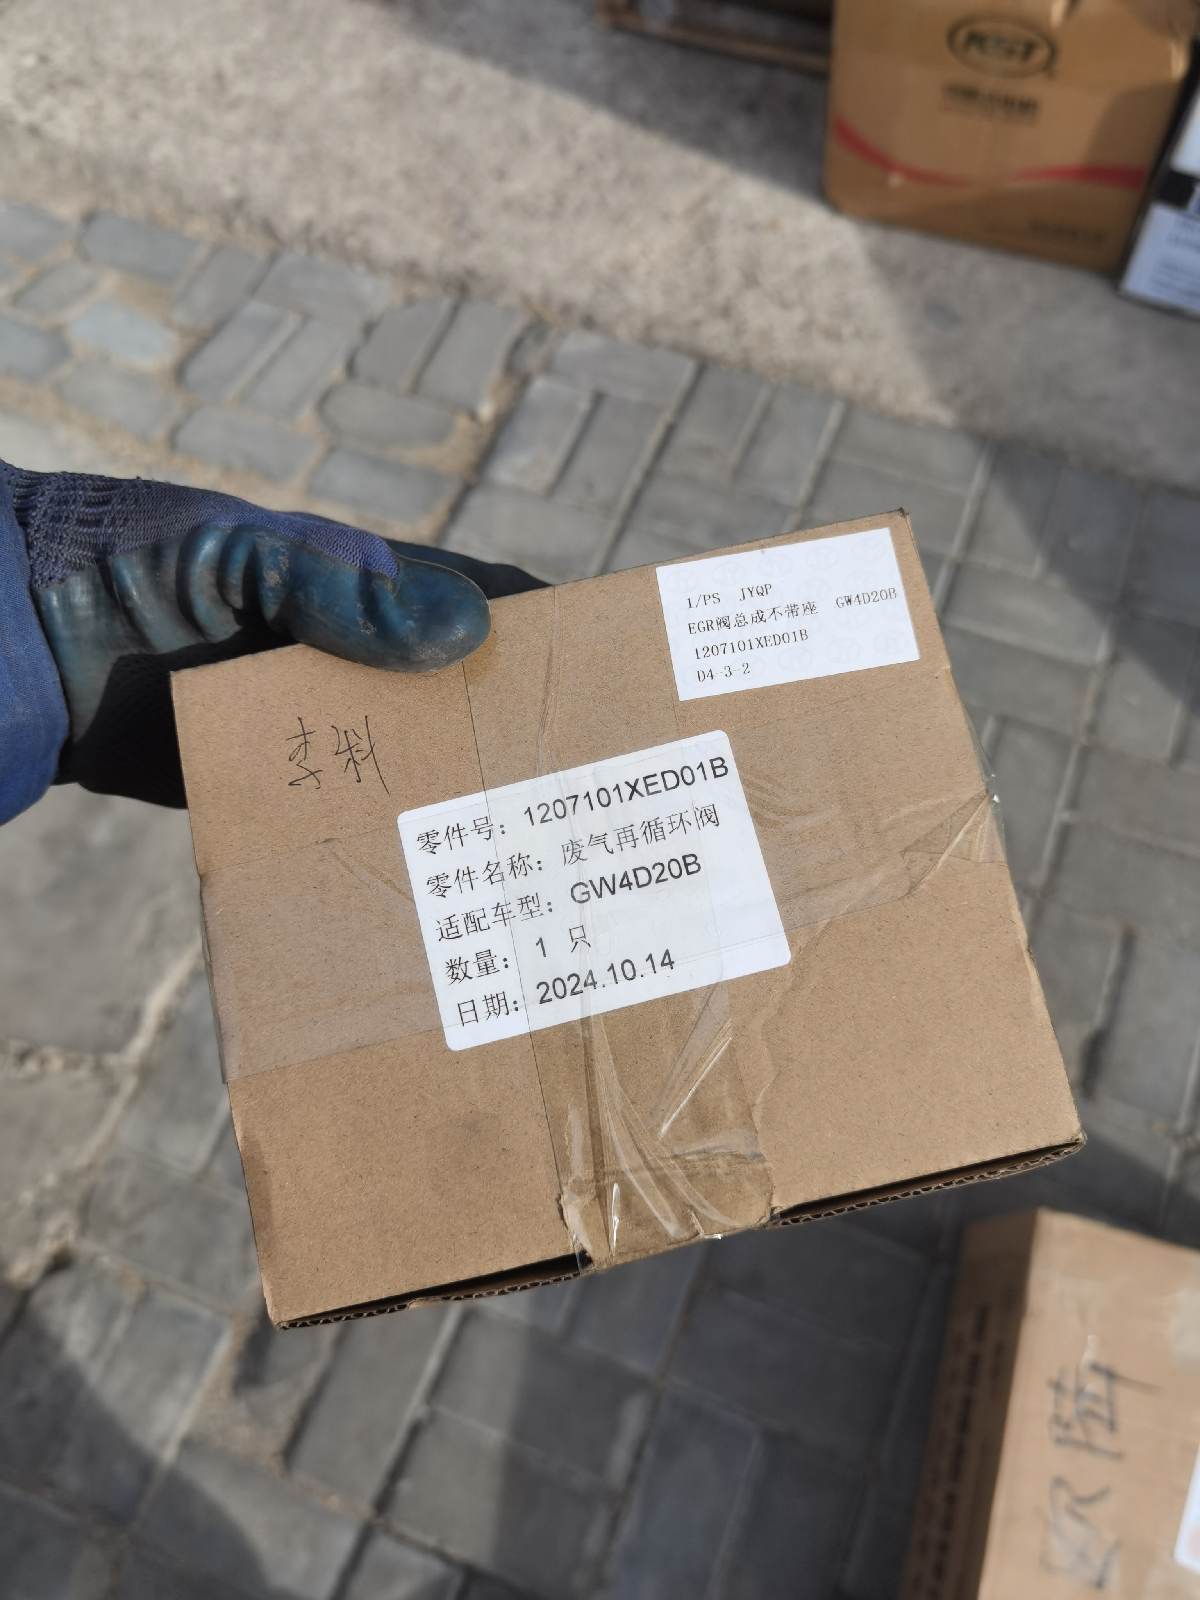 I/PS JYQP
EGR阀总成不带座 GW4D20B
1207101XED01B
D4-3-2
零件号: 1207101XED01B
零件名称: 废气再循环阀
适配车型: GW4D20B
数量: 1 只
日期: 2024.10.14